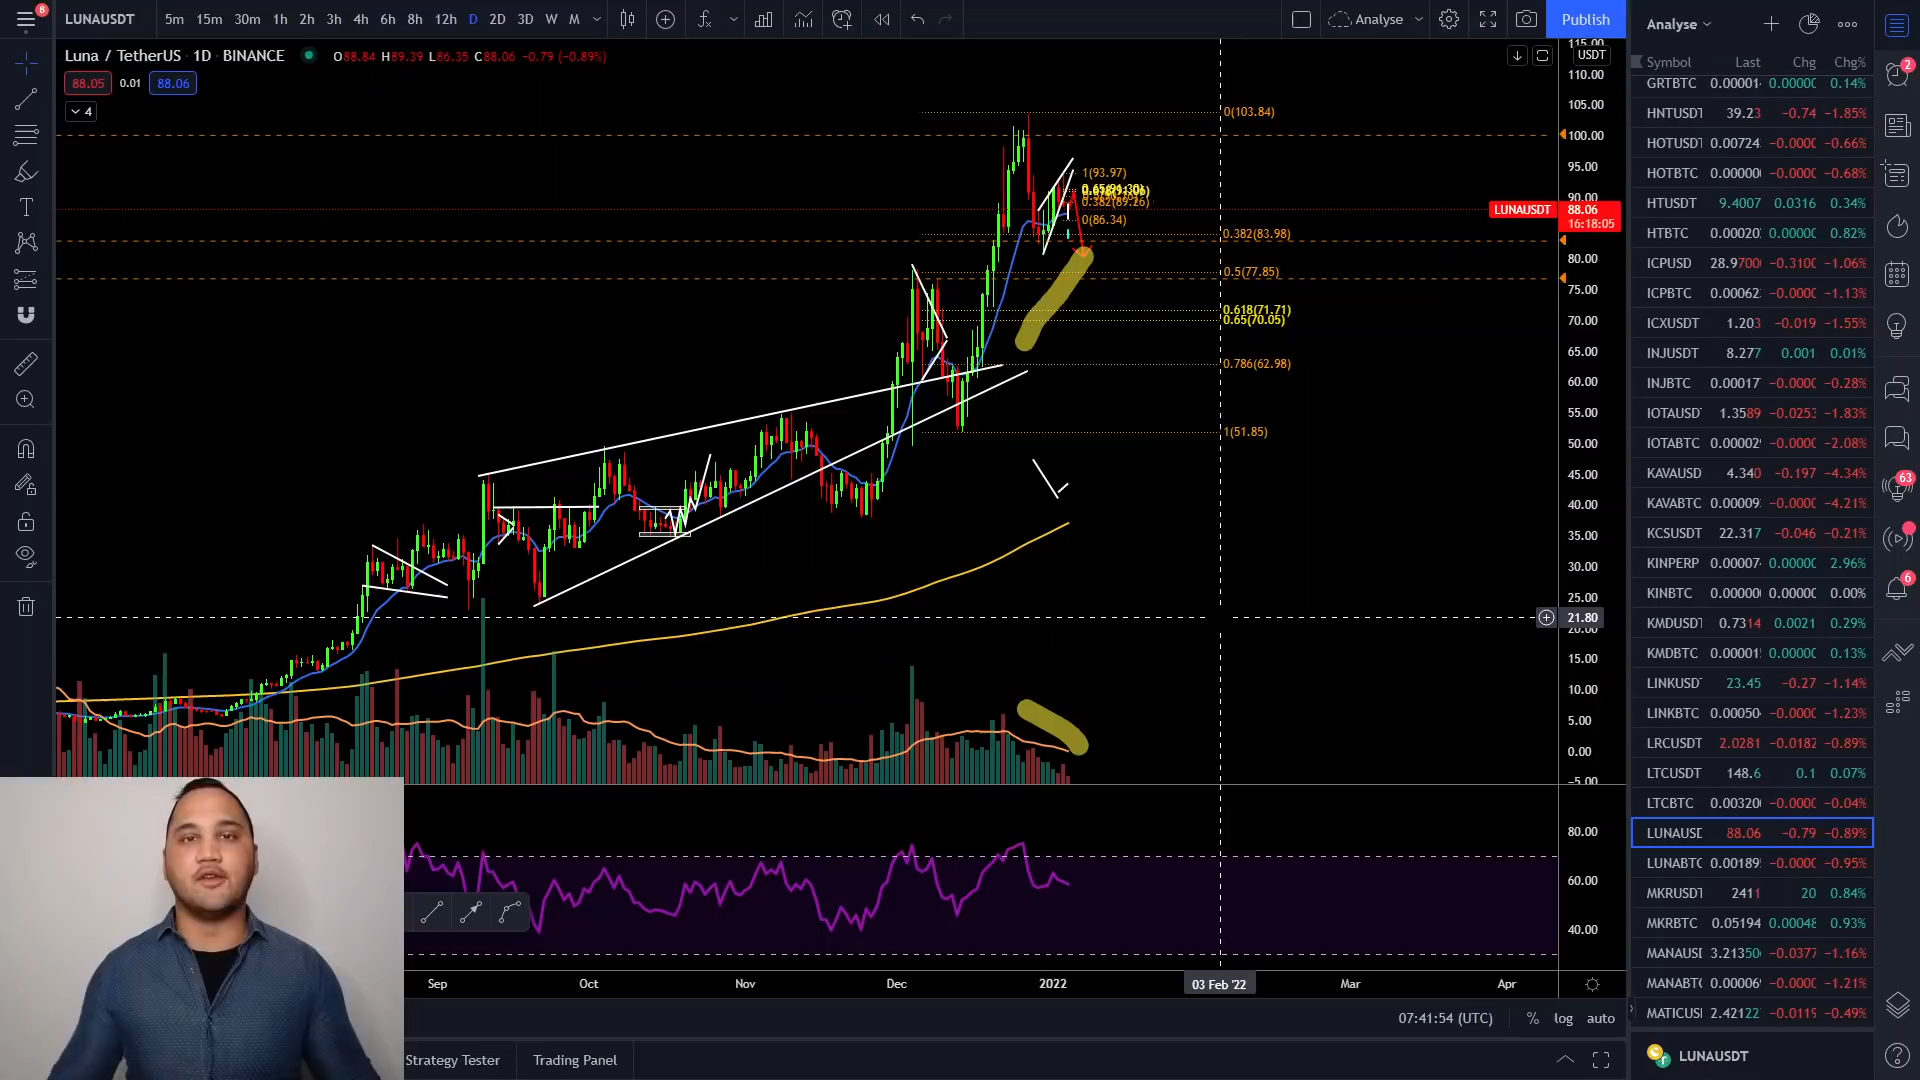 8
LUNAUSDT 5m 15m 30m 1h 2h 3h 4h 6h 8h 12h D 2D 3D W M Analyse Publish
Luna / TetherUS · 1D · BINANCE O88.84 H89.39 L86.35 C88.06 −0.79 (−0.89%)
88.05 0.01 88.06
4
USDT
115.00
110.00
105.00
100.00
95.00
90.00
LUNAUSDT 88.06
16:18:05
80.00
75.00
70.00
65.00
60.00
55.00
50.00
45.00
40.00
35.00
30.00
25.00
21.80
20.00
15.00
10.00
5.00
0.00
−5.00
80.00
60.00
40.00
0(103.84)
1(93.97)
0.382(89.26)
0(86.34)
0.382(83.98)
0.5(77.85)
0.618(71.71)
0.65(70.05)
0.786(62.98)
1(51.85)
Sep Oct Nov Dec 2022 03 Feb '22 Mar Apr
07:41:54 (UTC) % log auto
Strategy Tester Trading Panel
Analyse
Symbol Last Chg Chg%
GRTBTC 0.00001 0.0000 0.14%
HNTUSDT 39.23 −0.74 −1.85%
HOTUSDT 0.00724 −0.000 −0.66%
HOTBTC 0.00000 −0.000 −0.68%
HTUSDT 9.4007 0.0316 0.34%
HTBTC 0.00020 0.0000 0.82%
ICPUSD 28.9700 −0.310 −1.06%
ICPBTC 0.00062 −0.000 −1.13%
ICXUSDT 1.203 −0.019 −1.55%
INJUSDT 8.277 0.001 0.01%
INJBTC 0.00017 −0.000 −0.28%
IOTAUSD 1.3589 −0.0253 −1.83%
IOTABTC 0.00002 −0.000 −2.08%
KAVAUSD 4.340 −0.197 −4.34%
KAVABTC 0.00009 −0.000 −4.21%
KCSUSDT 22.317 −0.046 −0.21%
KINPERP 0.00007 0.0000 2.96%
KINBTC 0.00000 0.0000 0.00%
KMDUSDT 0.7314 0.0021 0.29%
KMDBTC 0.00001 0.0000 0.13%
LINKUSD 23.45 −0.27 −1.14%
LINKBTC 0.00050 −0.000 −1.23%
LRCUSDT 2.0281 −0.0182 −0.89%
LTCUSDT 148.6 0.1 0.07%
LTCBTC 0.00320 −0.000 −0.04%
LUNAUSD 88.06 −0.79 −0.89%
LUNABTC 0.00189 −0.000 −0.95%
MKRUSDT 2411 20 0.84%
MKRBTC 0.05194 0.00048 0.93%
MANAUSD 3.21350 −0.0377 −1.16%
MANABTC 0.00006 −0.000 −1.21%
MATICUS 2.42122 −0.0119 −0.49%
LUNAUSDT
2
63
6